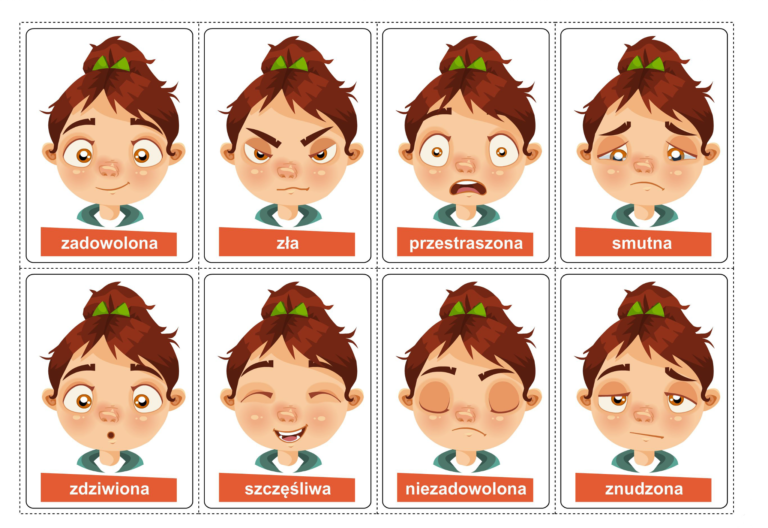 zadowolona
zła
przestraszona
smutna
zdziwiona
szczęśliwa
niezadowolona
znudzona